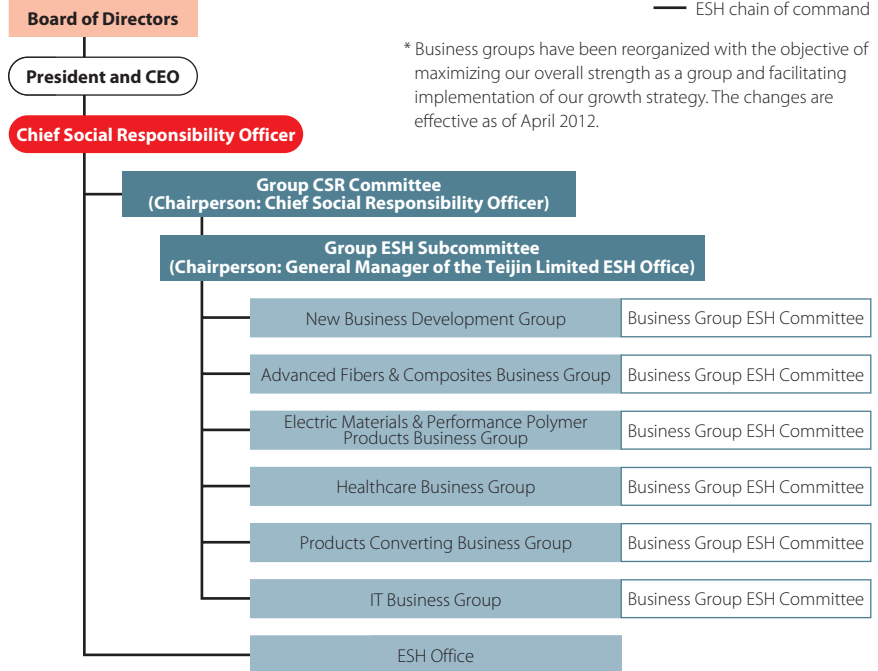 Board of Directors
ESH chain of command
President and CEO
* Business groups have been reorganized with the objective of
maximizing our overall strength as a group and facilitating
implementation of our growth strategy. The changes are
effective as of April 2012.
Chief Social Responsibility Officer
Group CSR Committee
(Chairperson: Chief Social Responsibility Officer)
Group ESH Subcommittee
(Chairperson: General Manager of the Teijin Limited ESH Office)
New Business Development Group
Business Group ESH Committee
Advanced Fibers & Composites Business Group
Business Group ESH Committee
Electric Materials & Performance Polymer
Products Business Group
Business Group ESH Committee
Healthcare Business Group
Business Group ESH Committee
Products Converting Business Group
Business Group ESH Committee
IT Business Group
Business Group ESH Committee
ESH Office